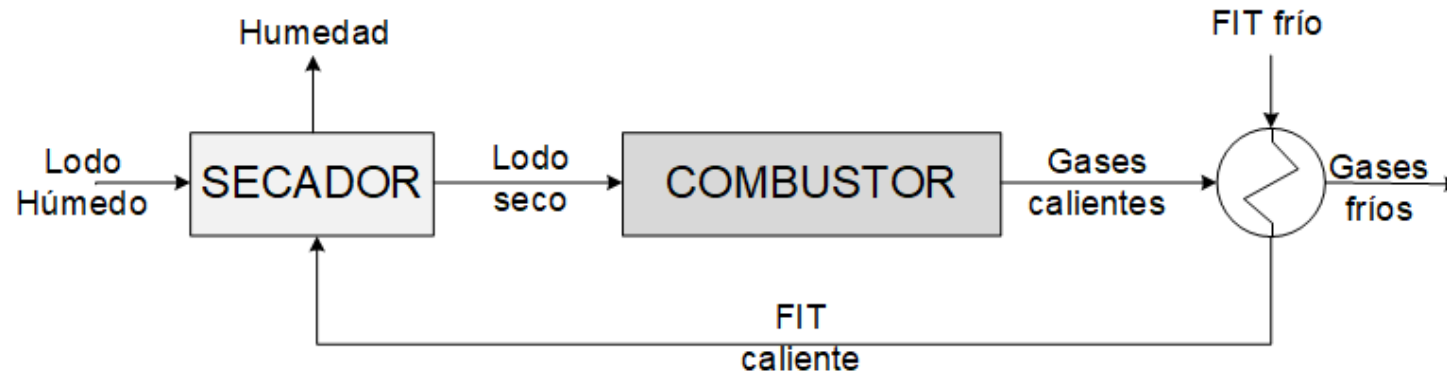 Humedad
FIT frío
Lodo
Húmedo
SECADOR
Lodo
seco
COMBUSTOR
Gases
calientes
Gases
fríos
FIT
caliente